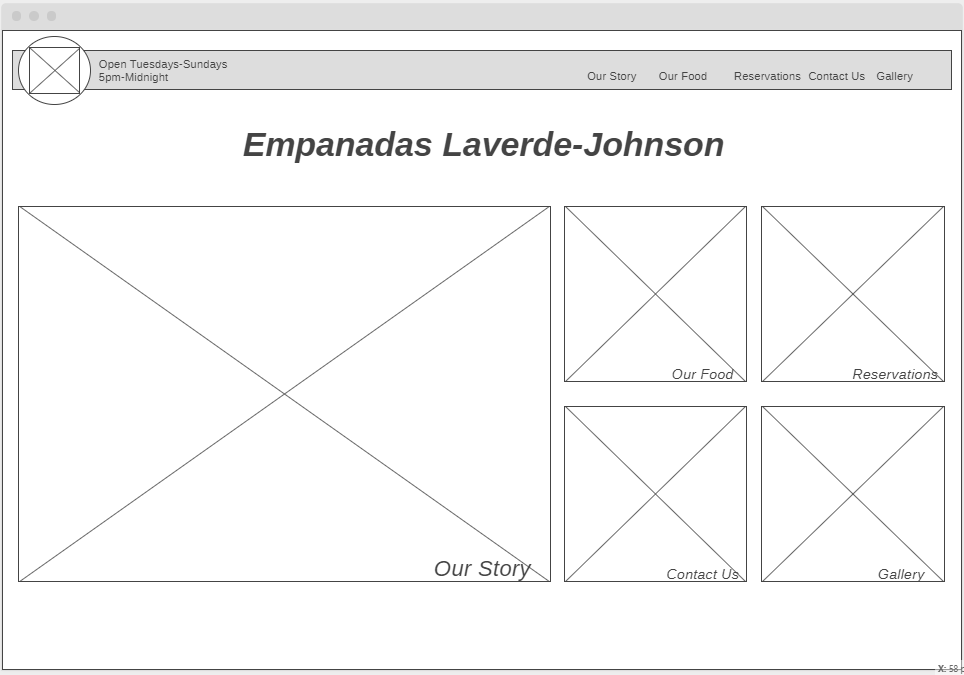 Open Tuesdays-Sundays
5pm-Midnight
Our Story Our Food Reservations Contact Us Gallery
Empanadas Laverde-Johnson
Our Food Reservations
Our Story
Contact Us Gallery
X: 58